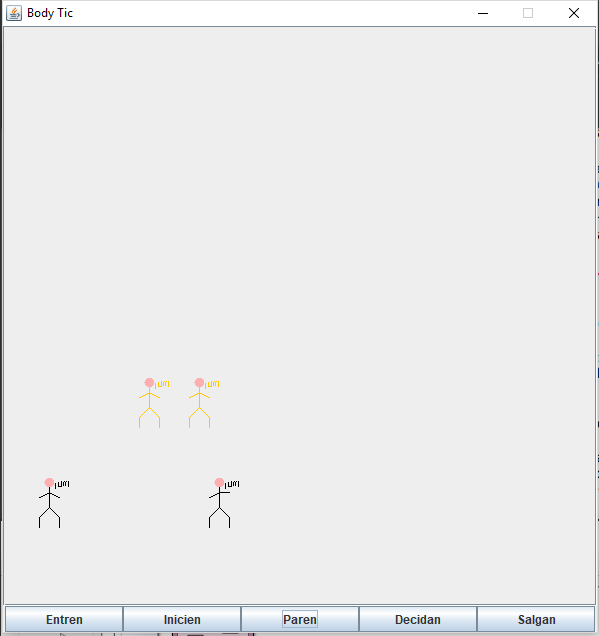 Body Tic
Entren
Inicien
Paren
Decidan
Salgan